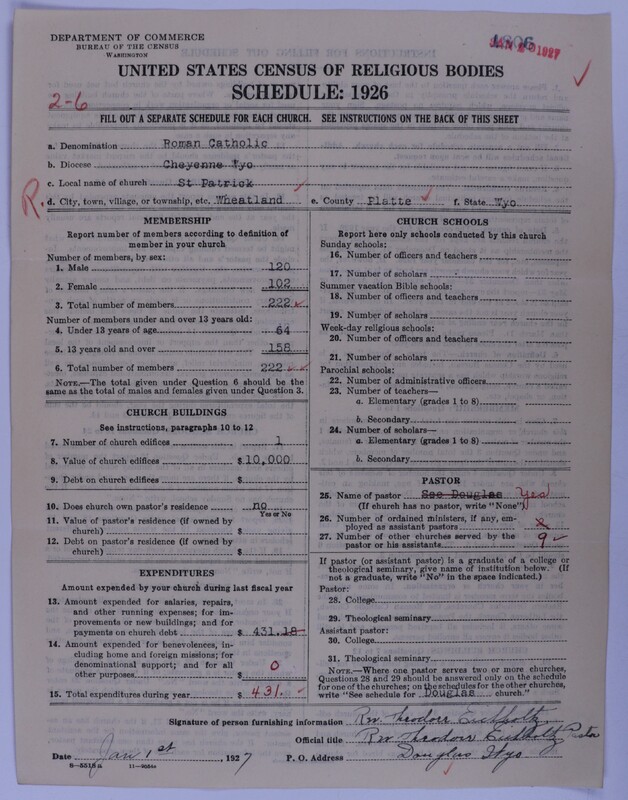 DEPARTMENT OF COMMERCE
BUREAU OF THE CENSUS
WASHINGTON
1927
UNITED STATES CENSUS OF RELIGIOUS BODIES
SCHEDULE: 1926
2-6
FILL OUT A SEPARATE SCHEDULE FOR EACH CHURCH. SEE INSTRUCTIONS ON THE BACK OF THIS SHEET
a. Denomination Roman Catholic
b. Diocese Cheyenne Wyo
c. Local name of church St Patrick
R, d. City, town, village, or township, etc. Wheatland e. County Platte f. State Wyo
MEMBERSHIP
Report number of members according to definition of
member in your church
Number of members, by sex:
1. Male 120
2. Female 102
3. Total number of members 222
Number of members under and over 13 years old:
4. Under 13 years of age 64
5. 13 years old and over 158
6. Total number of members 222
NOTE.—The total given under Question 6 should be the
same as the total of males and females given under Question 3.
CHURCH BUILDINGS
See instructions, paragraphs 10 to 12
7. Number of church edifices 1
8. Value of church edifices $10,000
9. Debt on church edifices $
10. Does church own pastor's residence no
Yes or No
11. Value of pastor's residence (if owned by
church) $
12. Debt on pastor's residence (if owned by
church) $
EXPENDITURES
Amount expended by your church during last fiscal year
13. Amount expended for salaries, repairs,
and other running expenses; for im-
provements or new buildings; and for
payments on church debt $ 431.18
14. Amount expended for benevolences, in-
cluding home and foreign missions; for
denominational support; and for all
other purposes $ 0
15. Total expenditures during year $ 431.
CHURCH SCHOOLS
Report here only schools conducted by this church
Sunday schools:
16. Number of officers and teachers
17. Number of scholars
Summer vacation Bible schools:
18. Number of officers and teachers
19. Number of scholars
Week-day religious schools:
20. Number of officers and teachers
21. Number of scholars
Parochial schools:
22. Number of administrative officers
23. Number of teachers—
a. Elementary (grades 1 to 8)
b. Secondary
24. Number of scholars—
a. Elementary (grades 1 to 8)
b. Secondary
PASTOR
25. Name of pastor See Douglas Yes
(If church has no pastor, write "None")
26. Number of ordained ministers, if any, em-
ployed as assistant pastors x
27. Number of other churches served by the
pastor or his assistants 9
If pastor (or assistant pastor) is a graduate of a college or
theological seminary, give name of institution below. (If
not a graduate, write "No" in the space indicated.)
Pastor:
28. College
29. Theological seminary
Assistant pastor:
30. College
31. Theological seminary
NOTE.—Where one pastor serves two or more churches,
Questions 28 and 29 should be answered only on the schedule
for one of the churches; on the schedules for the other churches,
write "See schedule for Douglas church."
Signature of person furnishing information Rev. Theodore
Official title Rev. Theodore Pastor
Date Jan 1st 1927 P. O. Address Douglas Wyo